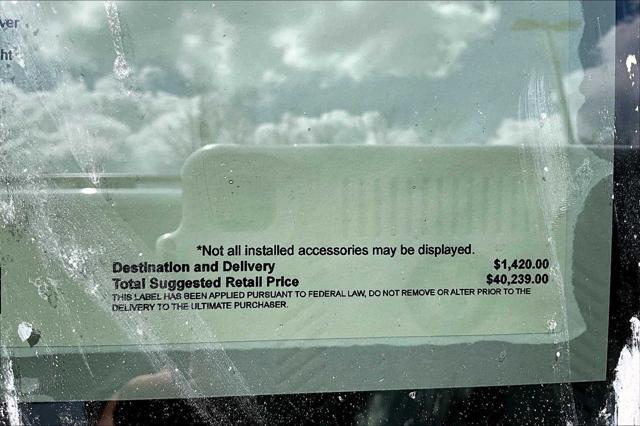 ver
ht
*Not all installed accessories may be displayed.
Destination and Delivery $1,420.00
Total Suggested Retail Price $40,239.00
THIS LABEL HAS BEEN APPLIED PURSUANT TO FEDERAL LAW, DO NOT REMOVE OR ALTER PRIOR TO THE
DELIVERY TO THE ULTIMATE PURCHASER.